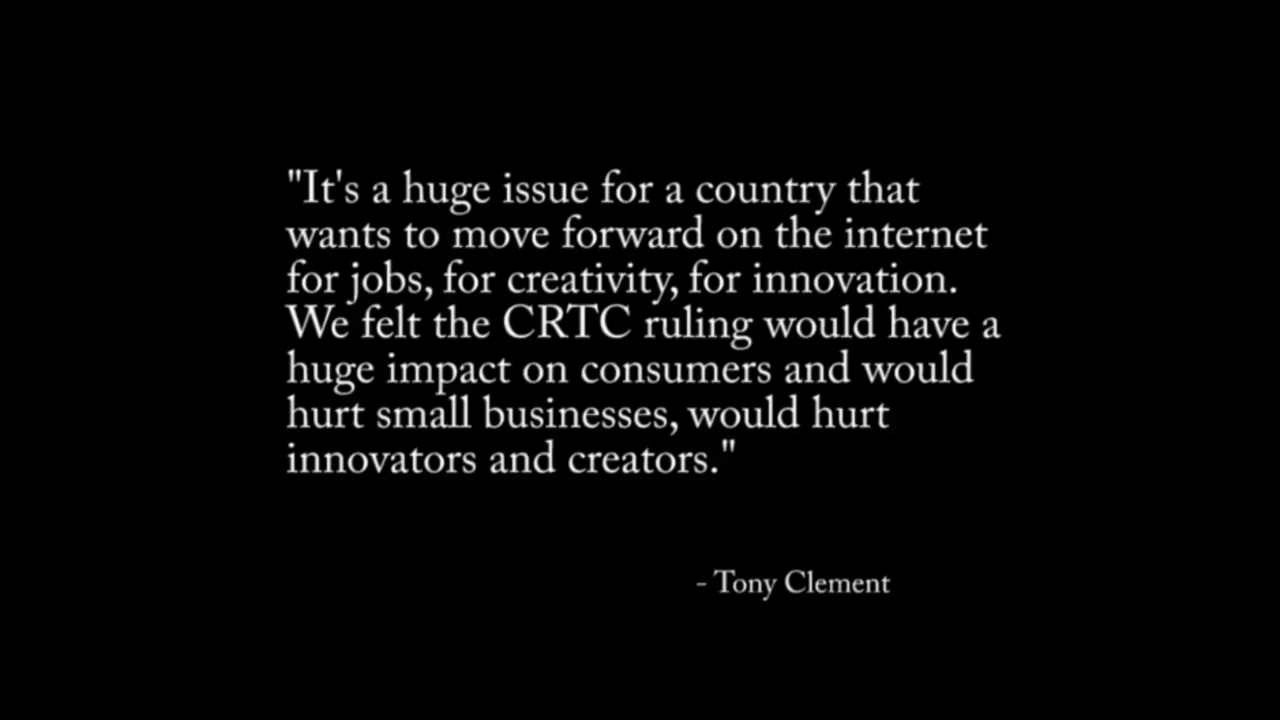 "It's a huge issue for a country that
wants to move forward on the internet
for jobs, for creativity, for innovation.
We felt the CRTC ruling would have a
huge impact on consumers and would
hurt small businesses, would hurt
innovators and creators."
- Tony Clement